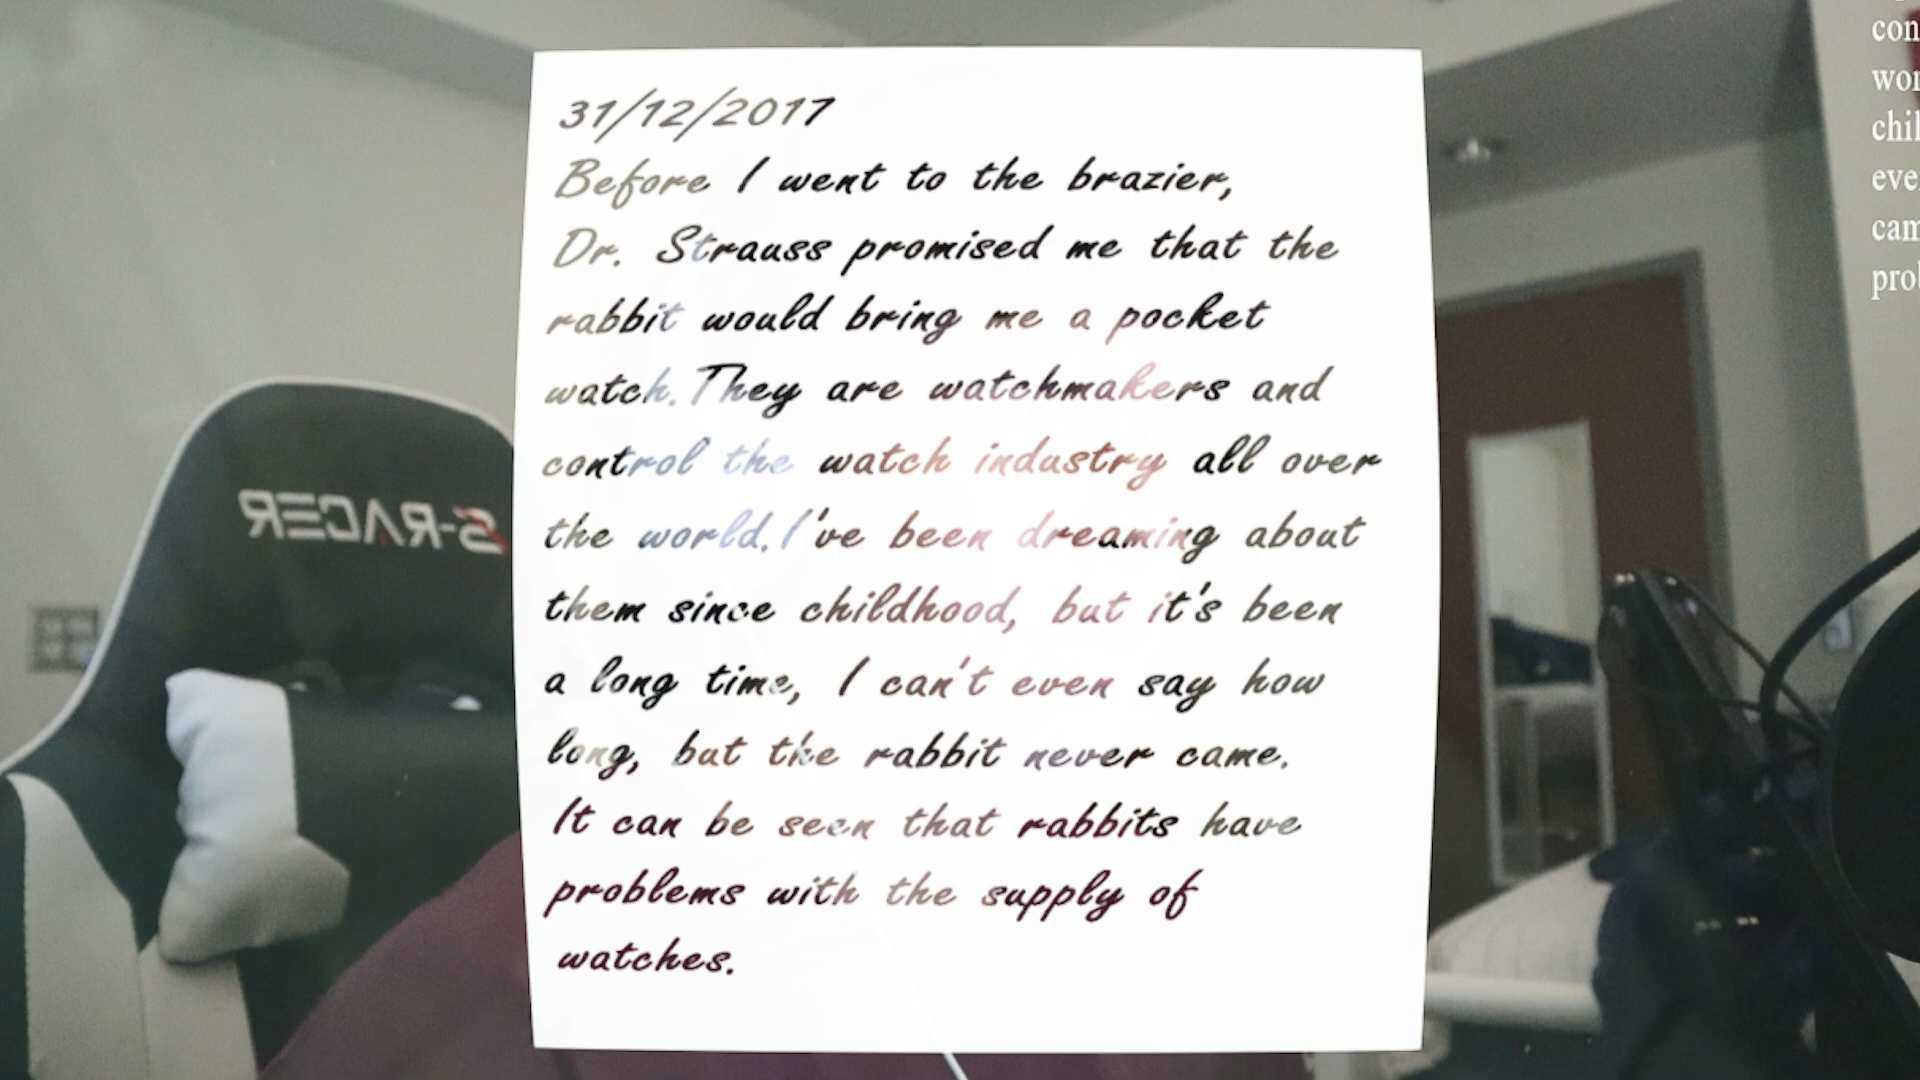 31/12/2017
Before I went to the brazier,
Dr. Strauss promised me that the
rabbit would bring me a pocket
watch. They are watchmakers and
control the watch industry all over
the world. I've been dreaming about
them since childhood, but it's been
a long time, I can't even say how
long, but the rabbit never came.
It can be seen that rabbits have
problems with the supply of
watches.
S-RACER